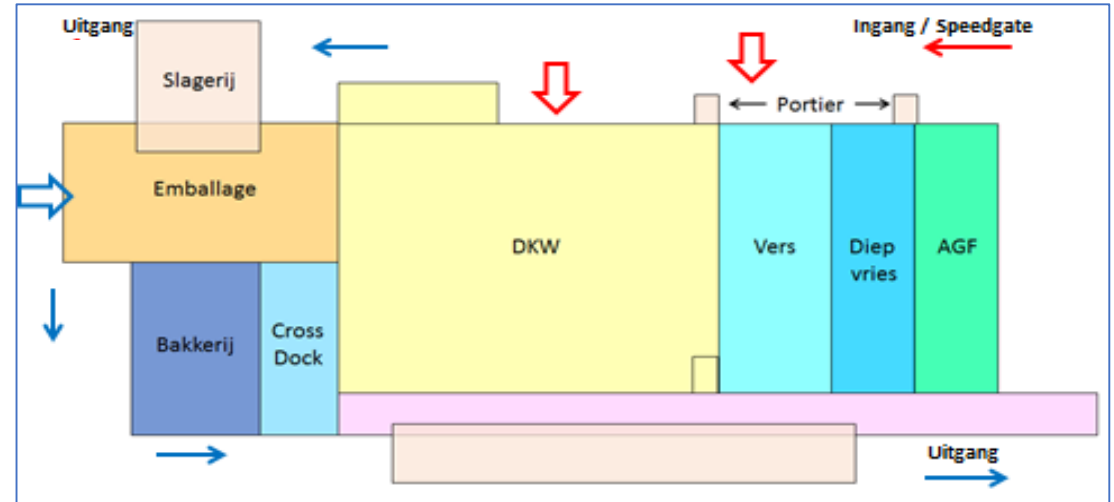 Uitgang
Ingang / Speedgate
Slagerij
Portier
Emballage
DKW
Vers
Diep
vries
AGF
Bakkerij
Cross
Dock
Uitgang